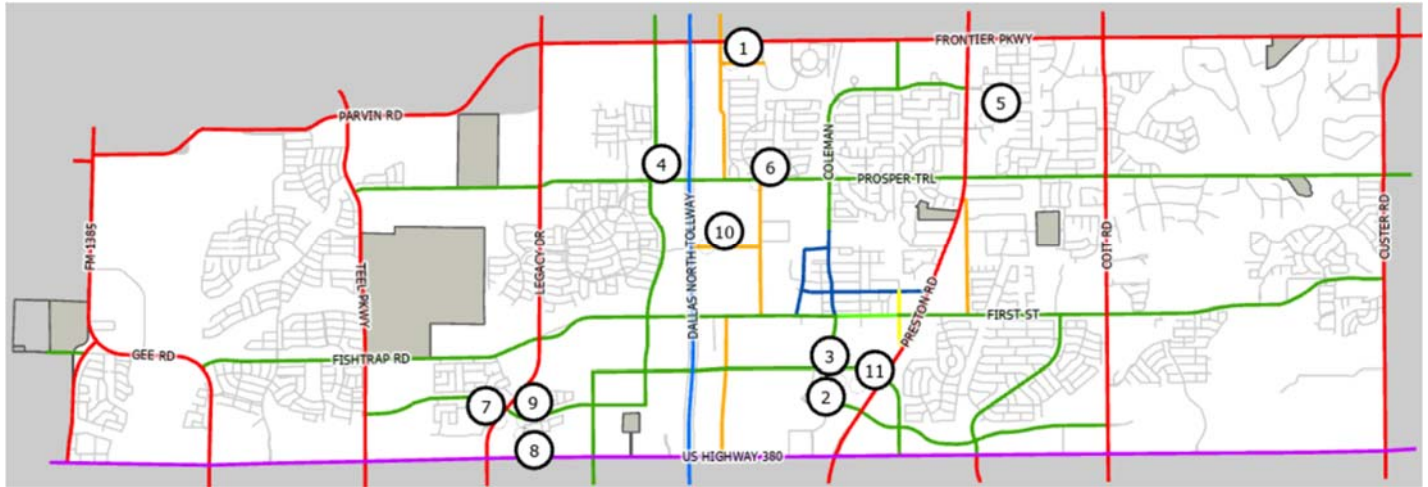 FRONTIER PKWY
1
5
PARVIN RD
4
6
COLEMAN
PROSPER TRL
FM-1385
TEEL PKWY
LEGACY DR
10
DALLAS NORTH TOLLWAY
COIT RD
CUSTER RD
PRESTON RD
FIRST ST
GEE RD
FISHTRAP RD
3
11
7
9
2
8
US HIGHWAY 380